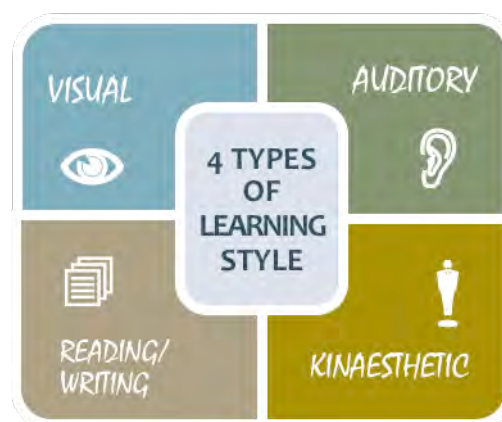 VISUAL
AUDITORY
4 TYPES
OF
LEARNING
STYLE
READING/
WRITING
KINAESTHETIC